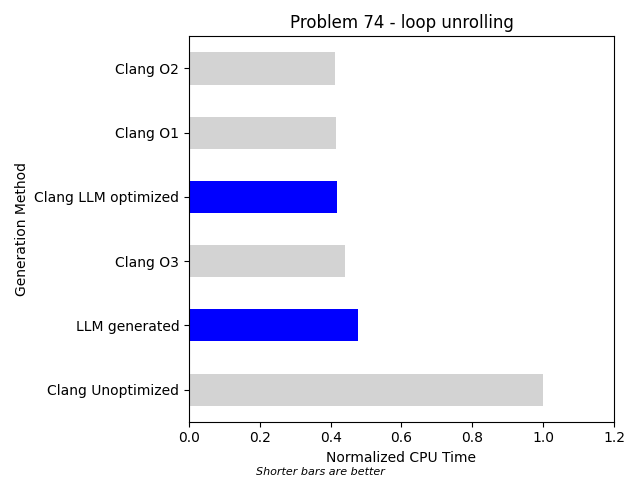 Problem 74 - loop unrolling
Clang O2
Clang O1
Clang LLM optimized
Clang O3
LLM generated
Clang Unoptimized
Generation Method
0.0 0.2 0.4 0.6 0.8 1.0 1.2
Normalized CPU Time
Shorter bars are better